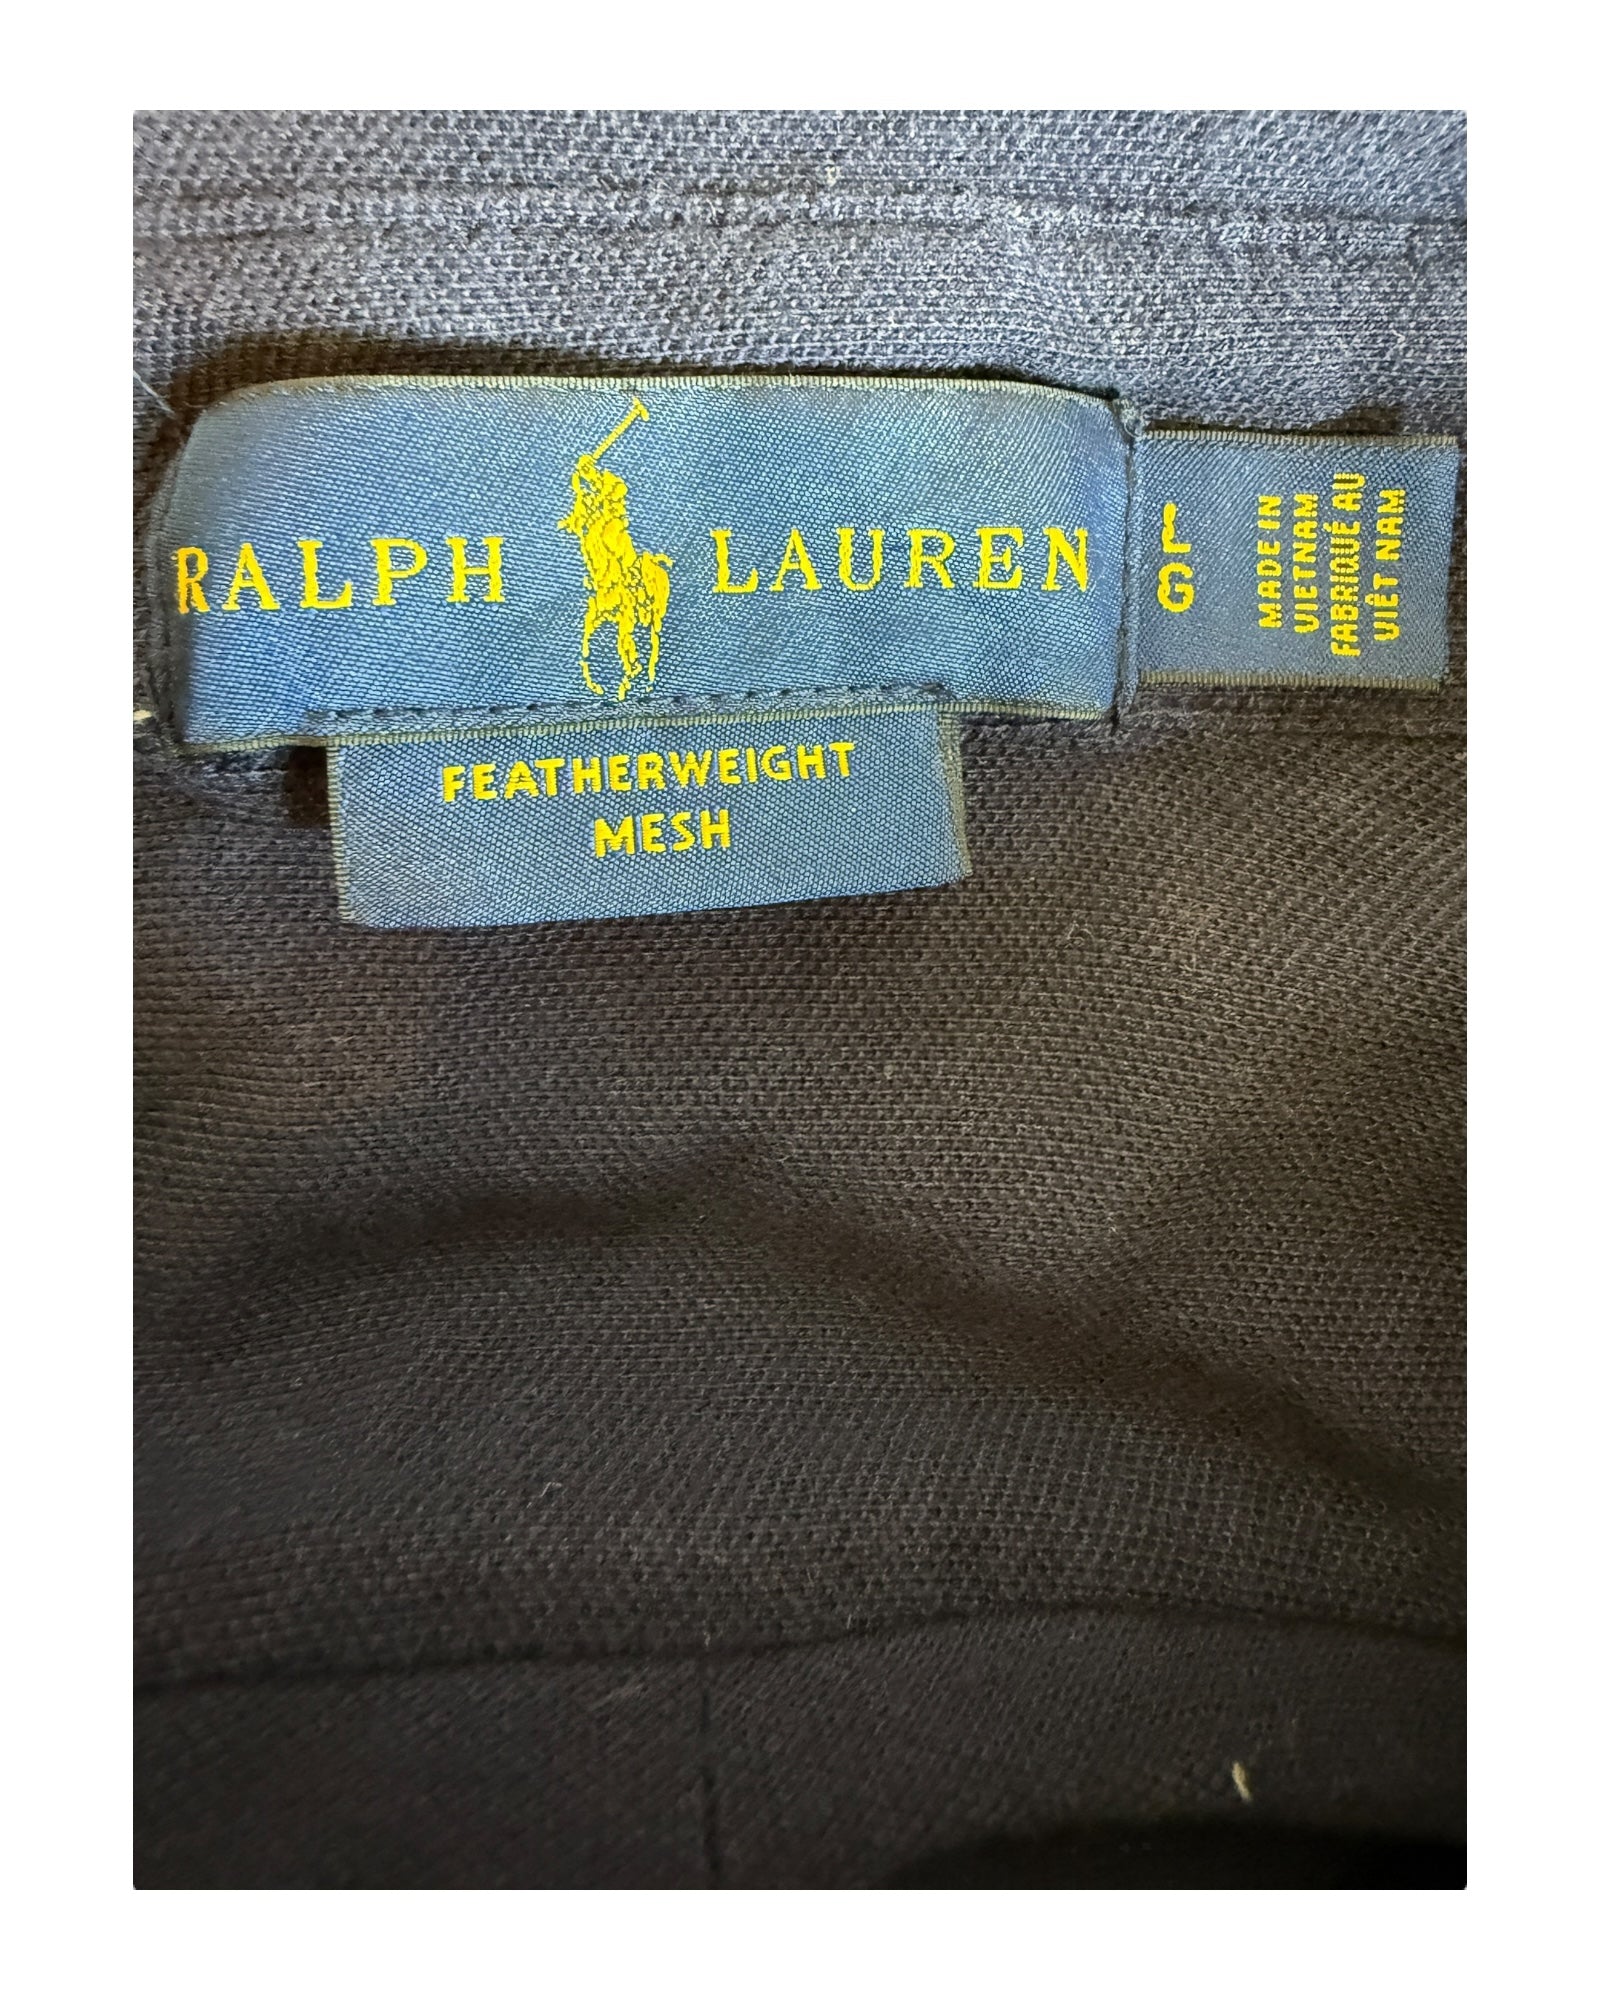 RALPH LAUREN
L
G
MADE IN
VIETNAM
FABRIQUÉ AU
VIÊT NAM
FEATHERWEIGHT
MESH